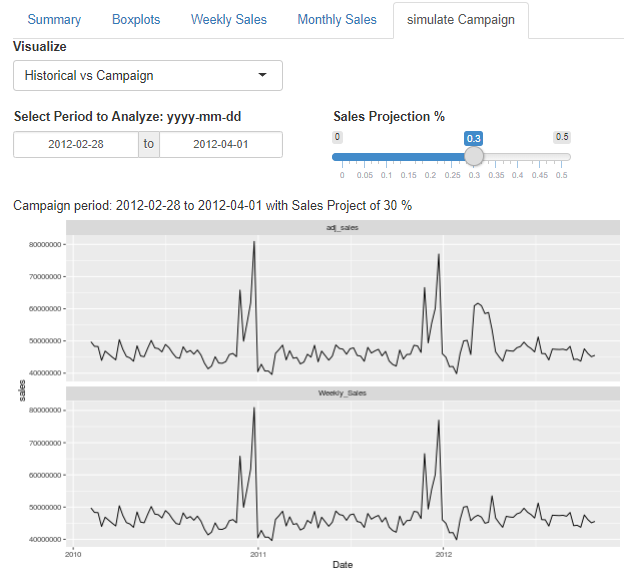 Summary Boxplots Weekly Sales Monthly Sales simulate Campaign
Visualize
Historical vs Campaign
Select Period to Analyze: yyyy-mm-dd
2012-02-28 to 2012-04-01
Sales Projection %
0 0.3 0.5
0 0.05 0.1 0.15 0.2 0.25 0.3 0.35 0.4 0.45 0.5
Campaign period: 2012-02-28 to 2012-04-01 with Sales Project of 30 %
adj_sales
80000000
70000000
60000000
50000000
40000000
sales
Weekly_Sales
80000000
70000000
60000000
50000000
40000000
2010 2011 2012
Date